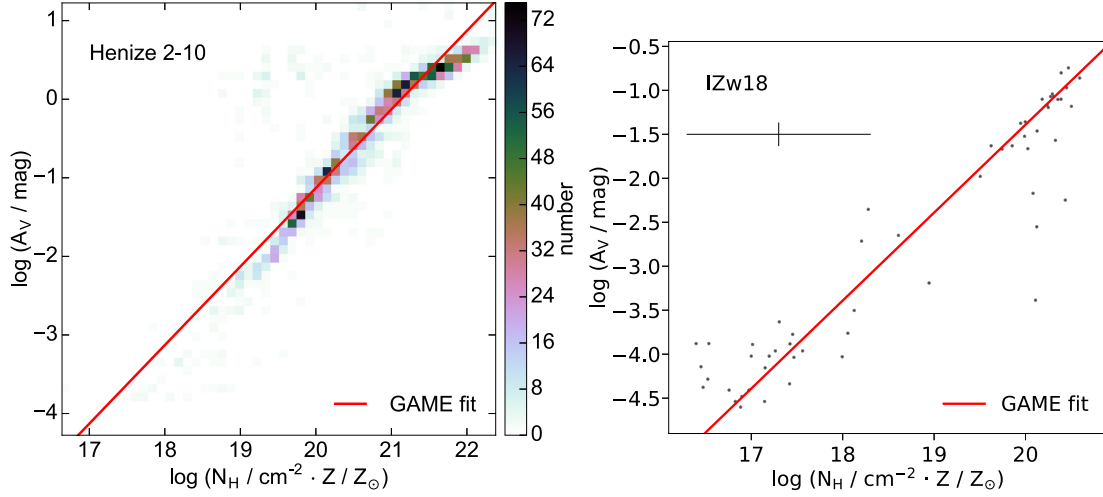 Henize 2-10
log (A_V / mag)
1
0
−1
−2
−3
−4
17 18 19 20 21 22
log (N_H / cm⁻² · Z / Z_⊙)
GAME fit
72
64
56
48
40
32
24
16
8
0
number
IZw18
log (A_V / mag)
−0.5
−1.0
−1.5
−2.0
−2.5
−3.0
−3.5
−4.0
−4.5
17 18 19 20
log (N_H / cm⁻² · Z / Z_⊙)
GAME fit